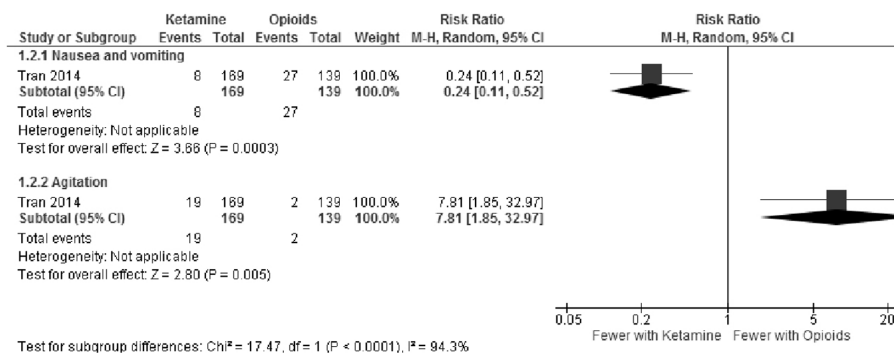 Ketamine Opioids Risk Ratio Risk Ratio
Study or Subgroup Events Total Events Total Weight M-H, Random, 95% CI M-H, Random, 95% CI
1.2.1 Nausea and vomiting
Tran 2014 8 169 27 139 100.0% 0.24 [0.11, 0.52]
Subtotal (95% CI) 169 139 100.0% 0.24 [0.11, 0.52]
Total events 8 27
Heterogeneity: Not applicable
Test for overall effect: Z = 3.66 (P = 0.0003)
1.2.2 Agitation
Tran 2014 19 169 2 139 100.0% 7.81 [1.85, 32.97]
Subtotal (95% CI) 169 139 100.0% 7.81 [1.85, 32.97]
Total events 19 2
Heterogeneity: Not applicable
Test for overall effect: Z = 2.80 (P = 0.005)
0.05 0.2 1 5 20
Fewer with Ketamine Fewer with Opioids
Test for subgroup differences: Chi² = 17.47, df = 1 (P < 0.0001), I² = 94.3%